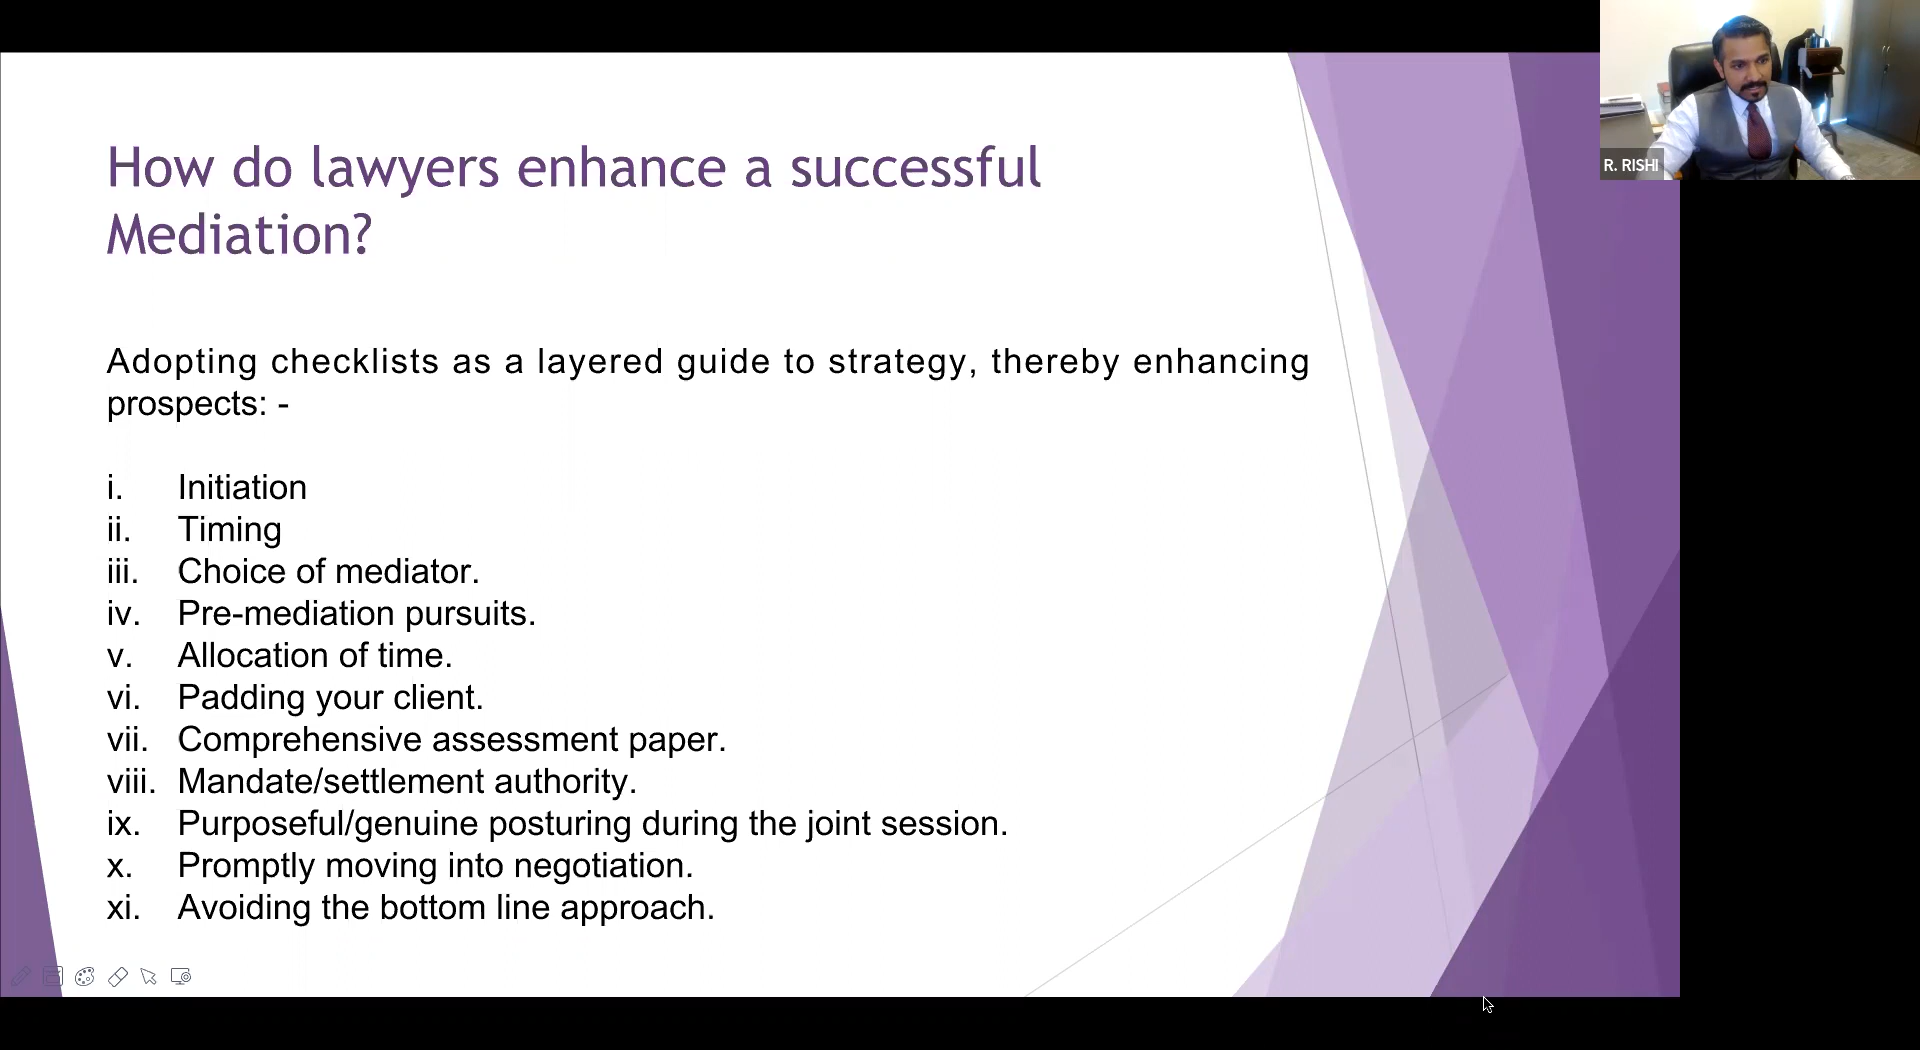 How do lawyers enhance a successful
Mediation?
Adopting checklists as a layered guide to strategy, thereby enhancing
prospects: -
i. Initiation
ii. Timing
iii. Choice of mediator.
iv. Pre-mediation pursuits.
v. Allocation of time.
vi. Padding your client.
vii. Comprehensive assessment paper.
viii. Mandate/settlement authority.
ix. Purposeful/genuine posturing during the joint session.
x. Promptly moving into negotiation.
xi. Avoiding the bottom line approach.
R. RISHI